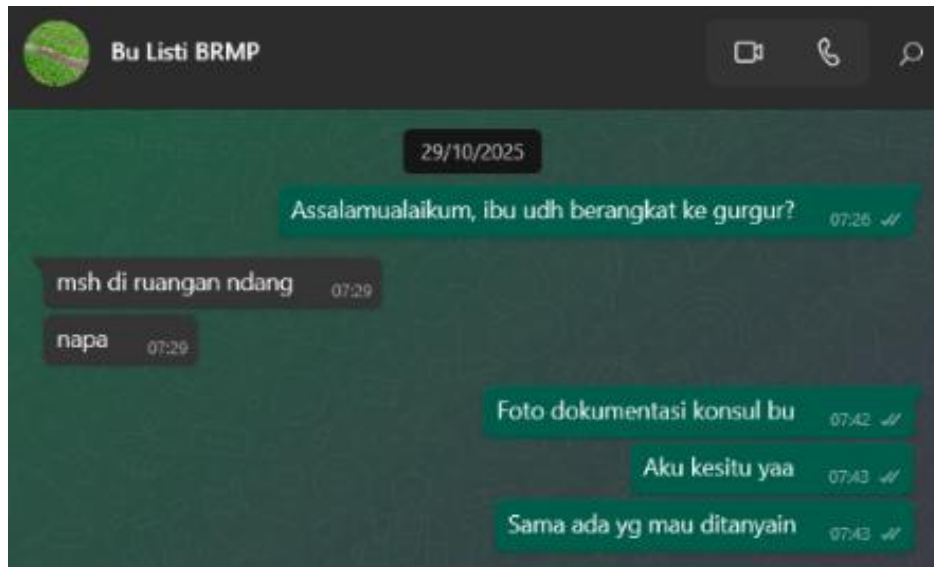 Bu Listi BRMP
29/10/2025
Assalamualaikum, ibu udh berangkat ke gurgur? 07:26
msh di ruangan ndang 07:29
napa 07:29
Foto dokumentasi konsul bu 07:42
Aku kesitu yaa 07:43
Sama ada yg mau ditanyain 07:43